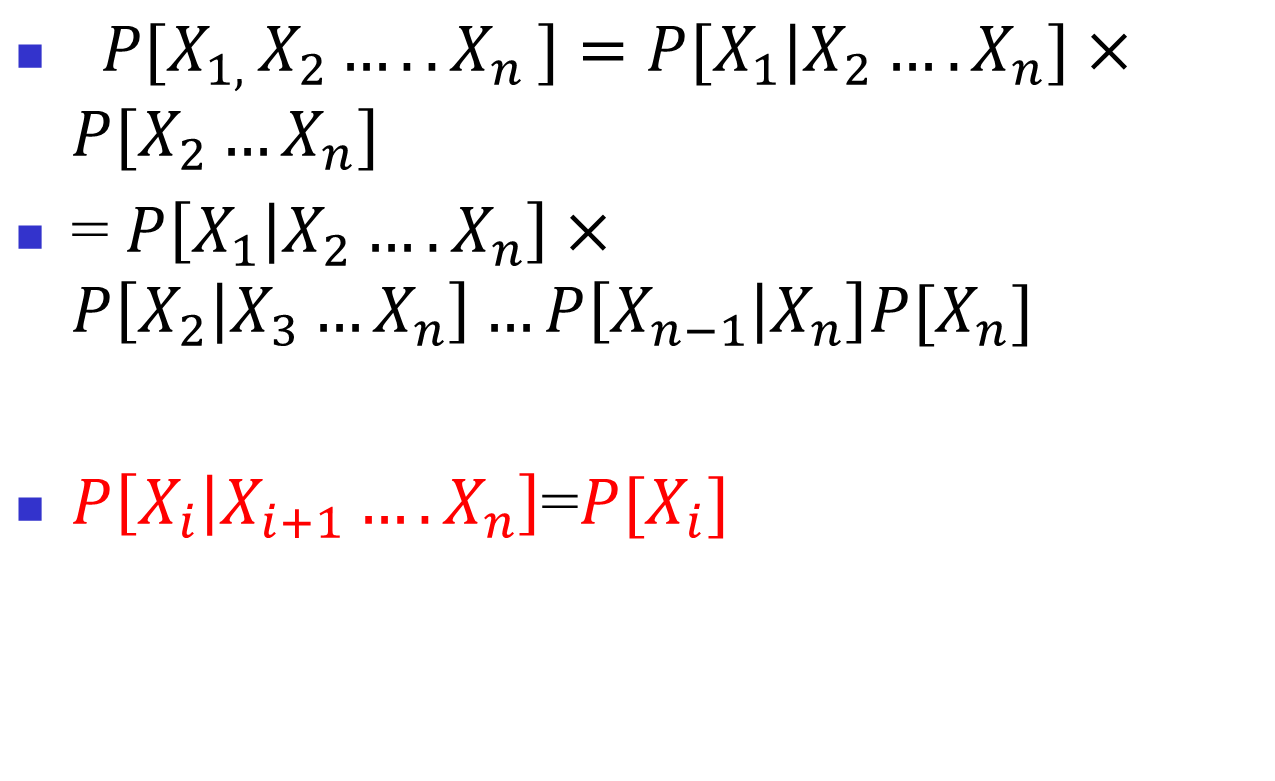 ▪ P[X₁, X₂ ….. Xₙ ] = P[X₁|X₂ …. Xₙ] ×
P[X₂ … Xₙ]
▪ = P[X₁|X₂ …. Xₙ] ×
P[X₂|X₃ … Xₙ] … P[Xₙ₋₁|Xₙ]P[Xₙ]
▪ P[Xᵢ|Xᵢ₊₁ …. Xₙ]=P[Xᵢ]